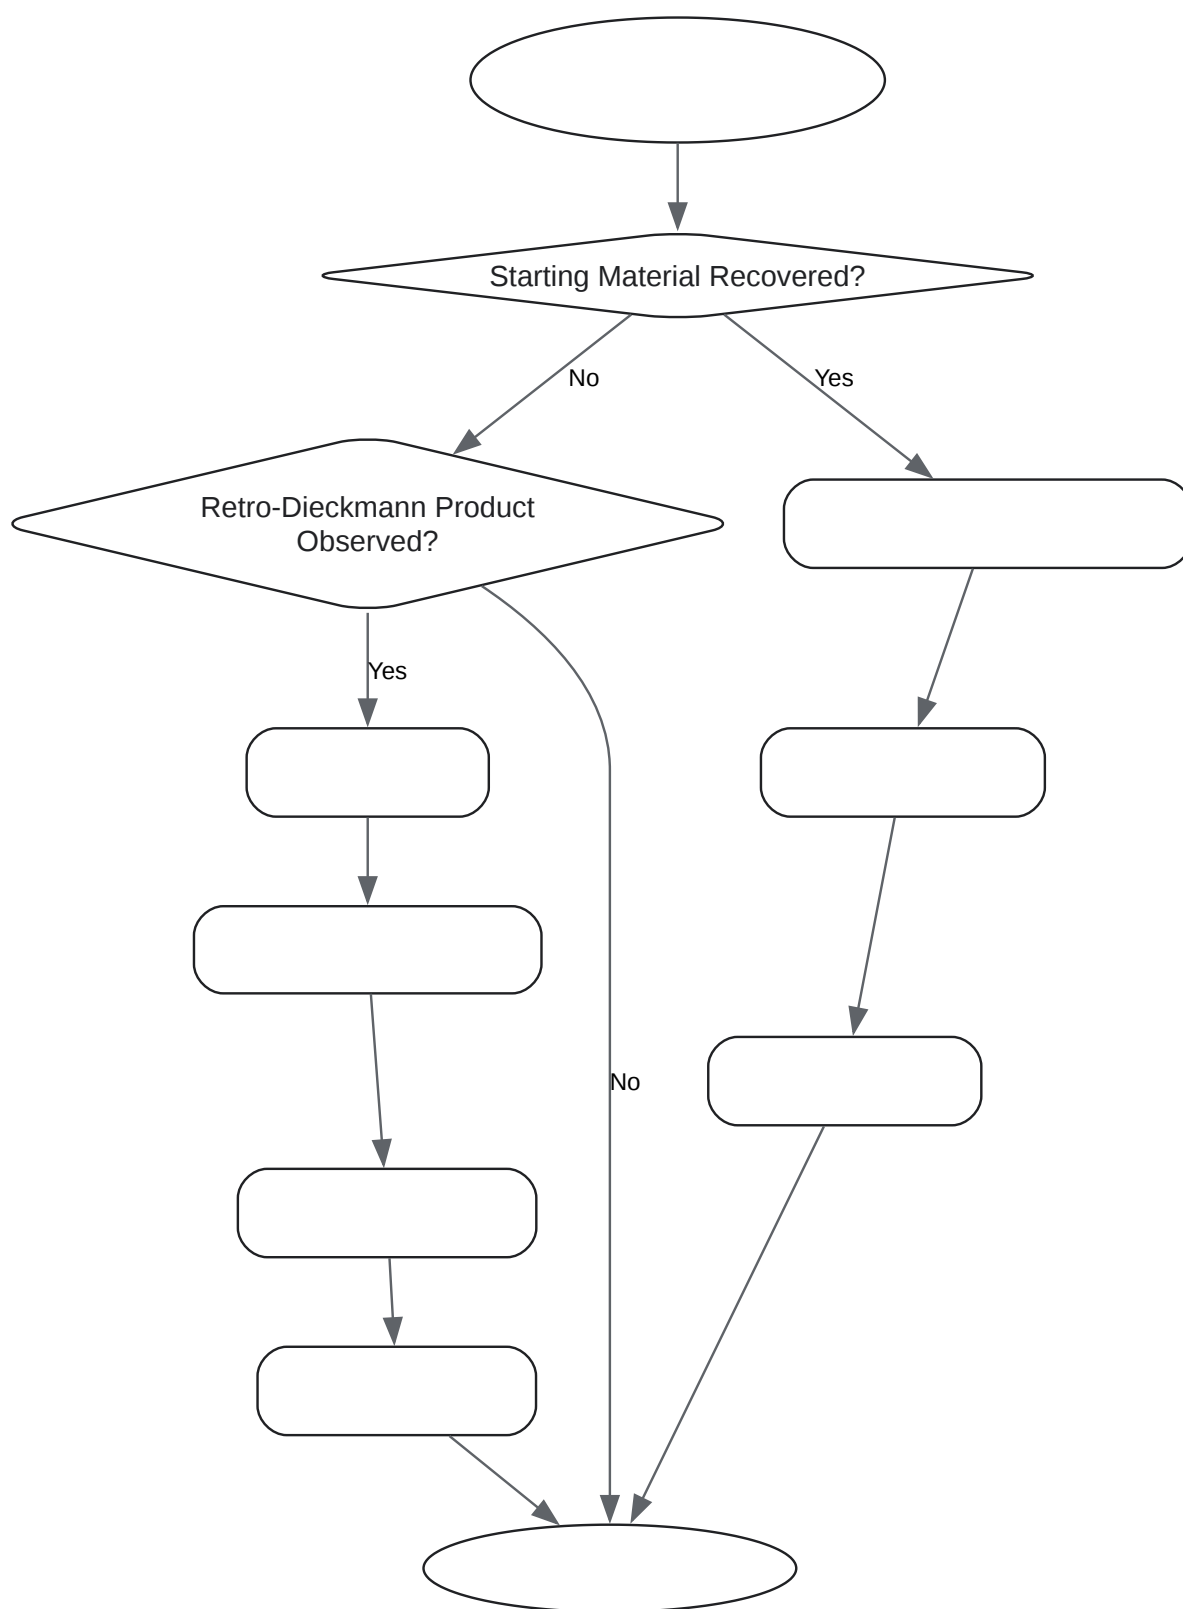 Starting Material Recovered?
No
Yes
Retro-Dieckmann Product
Observed?
Yes
No